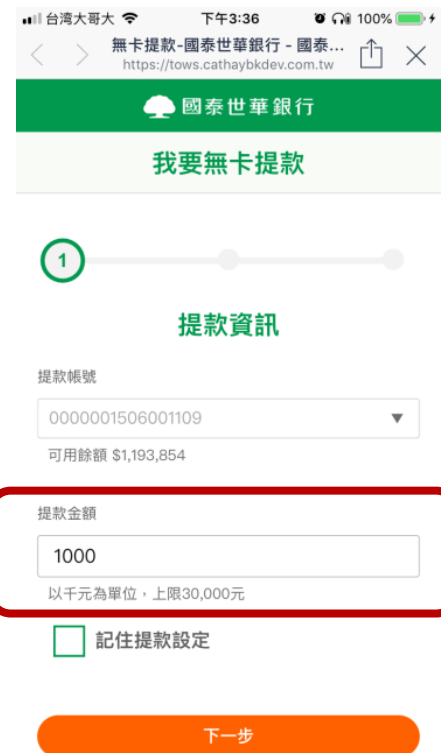 台湾大哥大 下午3:36 100%
無卡提款-國泰世華銀行 - 國泰...
https://tows.cathaybkdev.com.tw
國泰世華銀行
我要無卡提款
1
提款資訊
提款帳號
0000001506001109
可用餘額 $1,193,854
提款金額
1000
以千元為單位，上限30,000元
記住提款設定
下一步